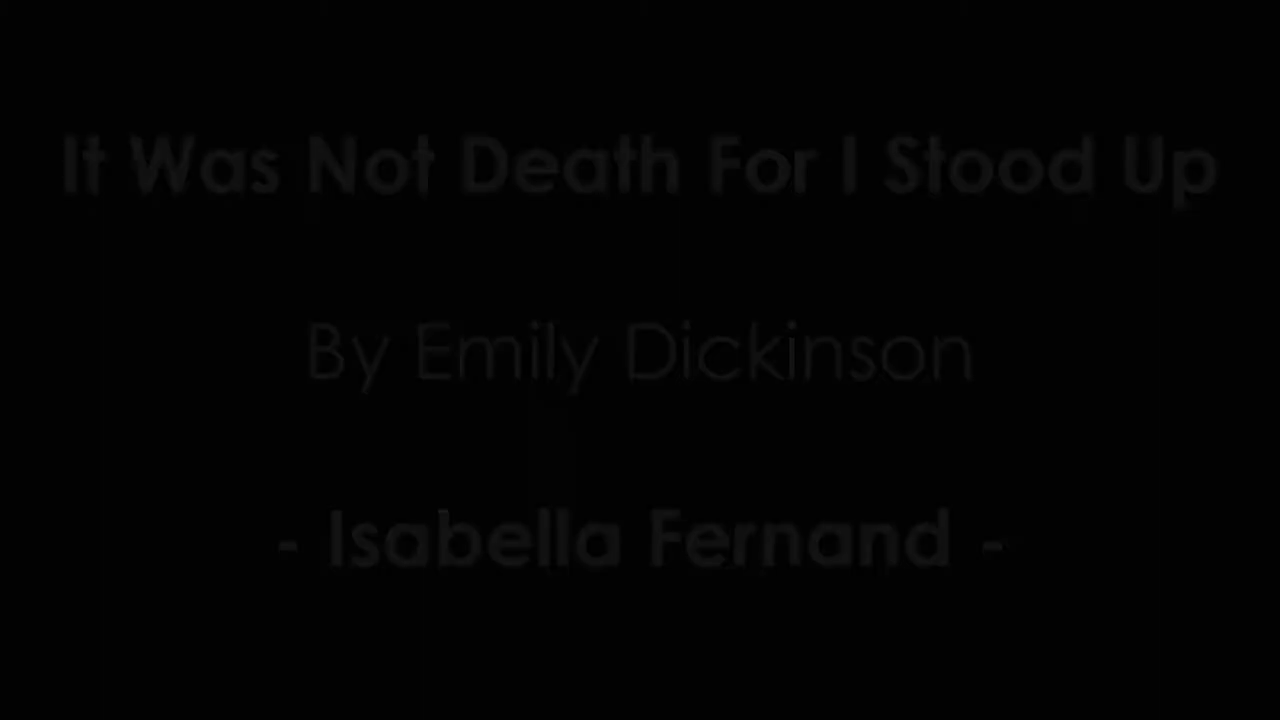 It Was Not Death For I Stood Up
By Emily Dickinson
- Isabella Fernand -